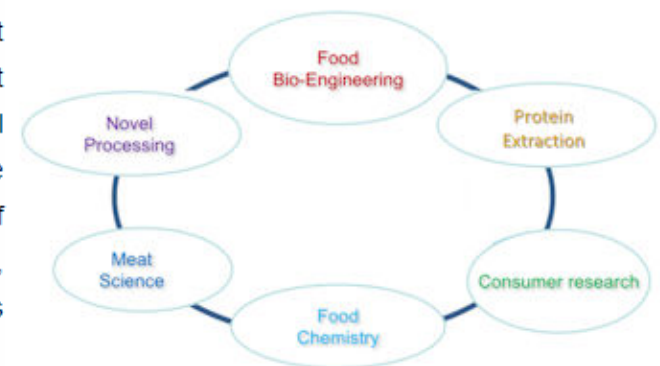 Food
Bio-Engineering
Protein
Extraction
Consumer research
Food
Chemistry
Meat
Science
Novel
Processing